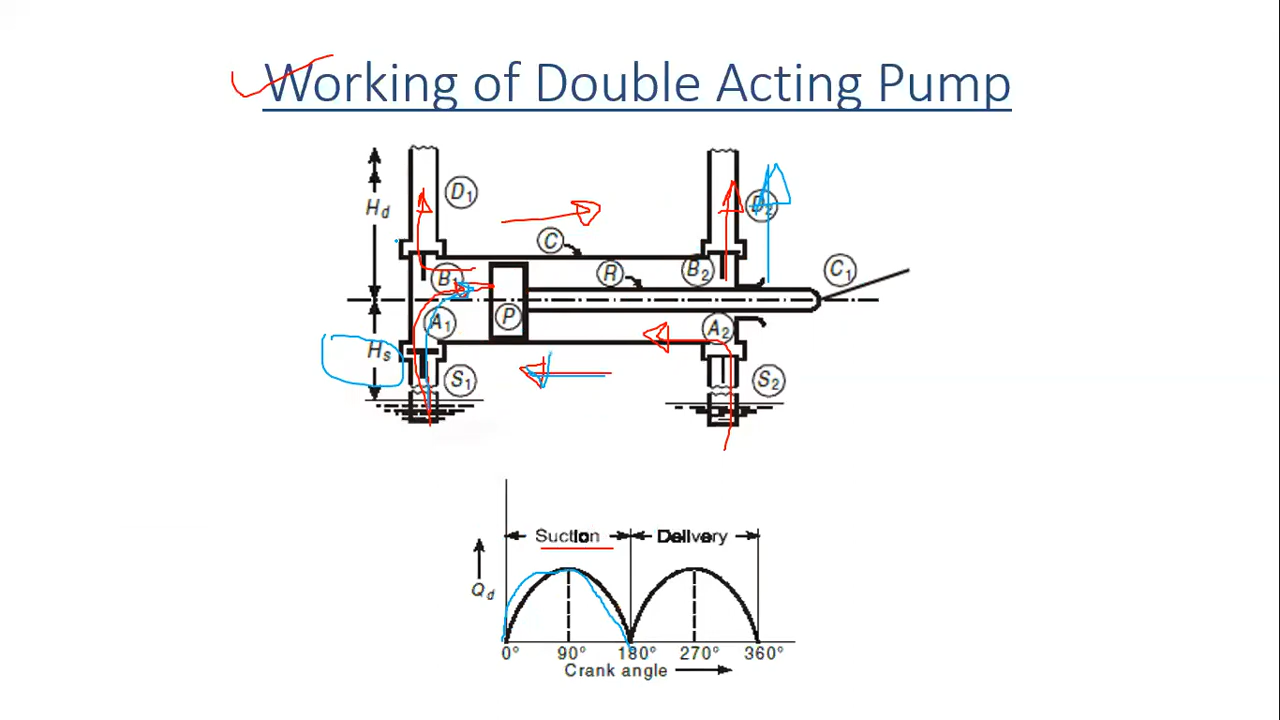 Working of Double Acting Pump
D1
Hd
D2
C
B1
R
B2
C1
P
A1
A2
Hs
S1
S2
Suction
Delivery
Qd
0° 90° 180° 270° 360°
Crank angle